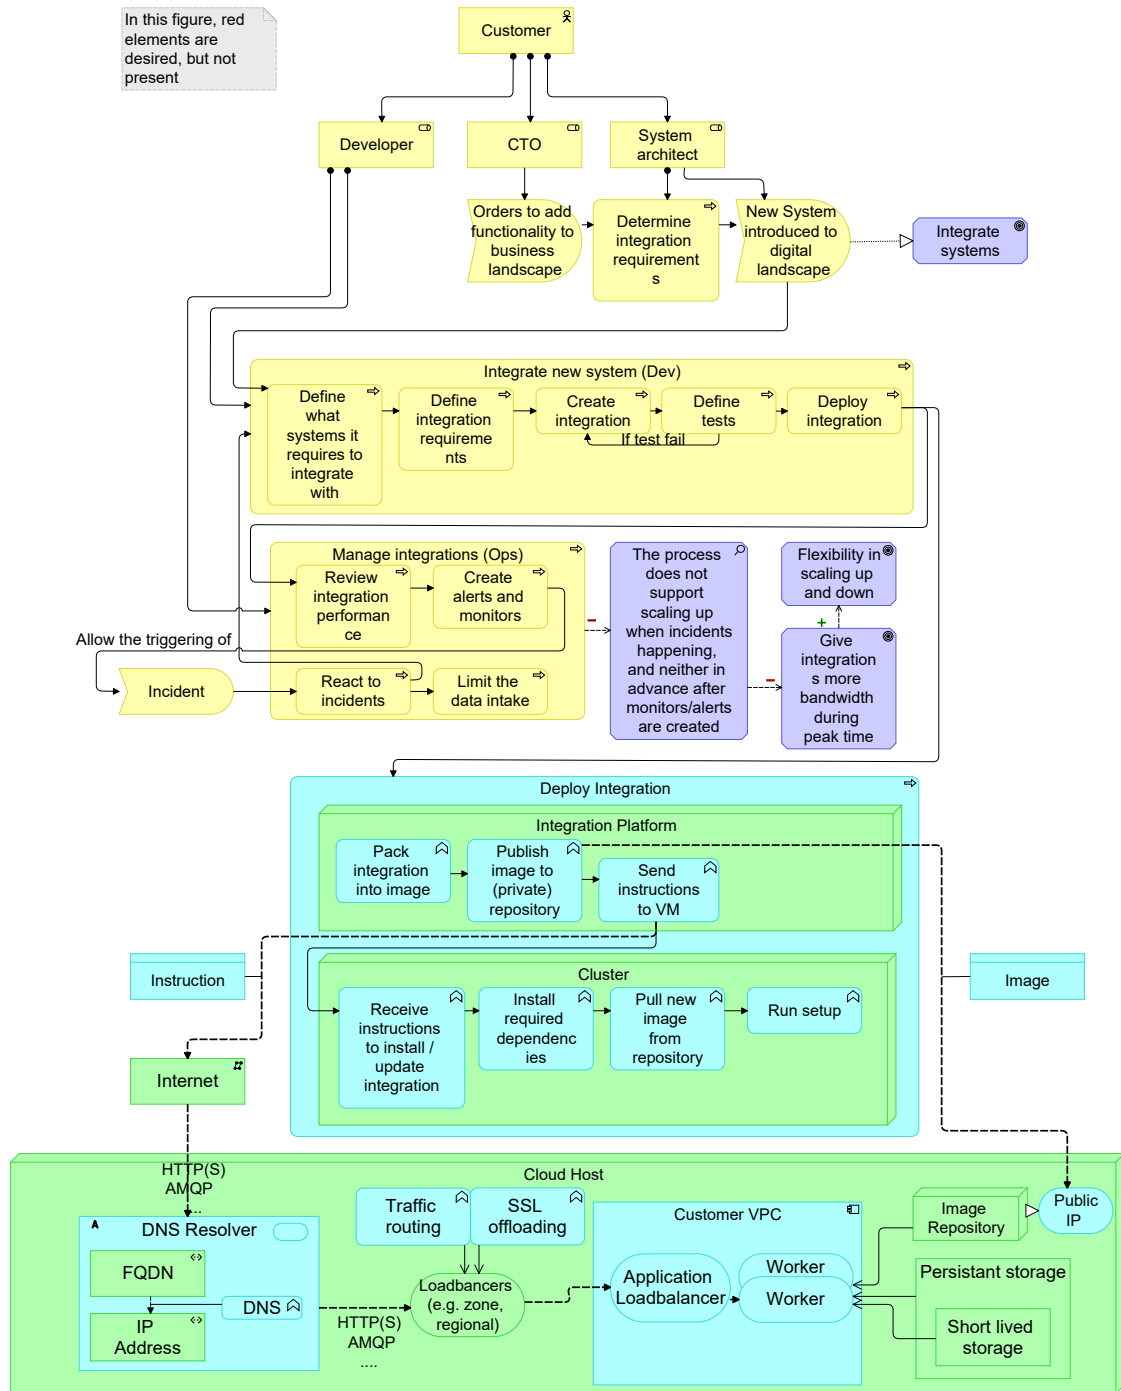 In this figure, red
elements are
desired, but not
present
Customer
Developer
CTO
System
architect
Orders to add
functionality to
business
landscape
Determine
integration
requirement
s
New System
introduced to
digital
landscape
Integrate
systems
Integrate new system (Dev)
Define
what
systems it
requires to
integrate
with
Define
integration
requireme
nts
Create
integration
Define
tests
Deploy
integration
If test fail
Manage integrations (Ops)
Review
integration
performan
ce
Create
alerts and
monitors
The process
does not
support
scaling up
when incidents
happening,
and neither in
advance after
monitors/alerts
are created
Flexibility in
scaling up
and down
Give
integration
s more
bandwidth
during
peak time
Allow the triggering of
Incident
React to
incidents
Limit the
data intake
Deploy Integration
Integration Platform
Pack
integration
into image
Publish
image to
(private)
repository
Send
instructions
to VM
Instruction
Image
Cluster
Receive
instructions
to install /
update
integration
Install
required
dependenc
ies
Pull new
image
from
repository
Run setup
Internet
HTTP(S)
AMQP
...
Cloud Host
DNS Resolver
A
FQDN
DNS
IP
Address
Traffic
routing
SSL
offloading
Loadbancers
(e.g. zone,
regional)
HTTP(S)
AMQP
....
Customer VPC
Application
Loadbalancer
Worker
Worker
Image
Repository
Public
IP
Persistant storage
Short lived
storage